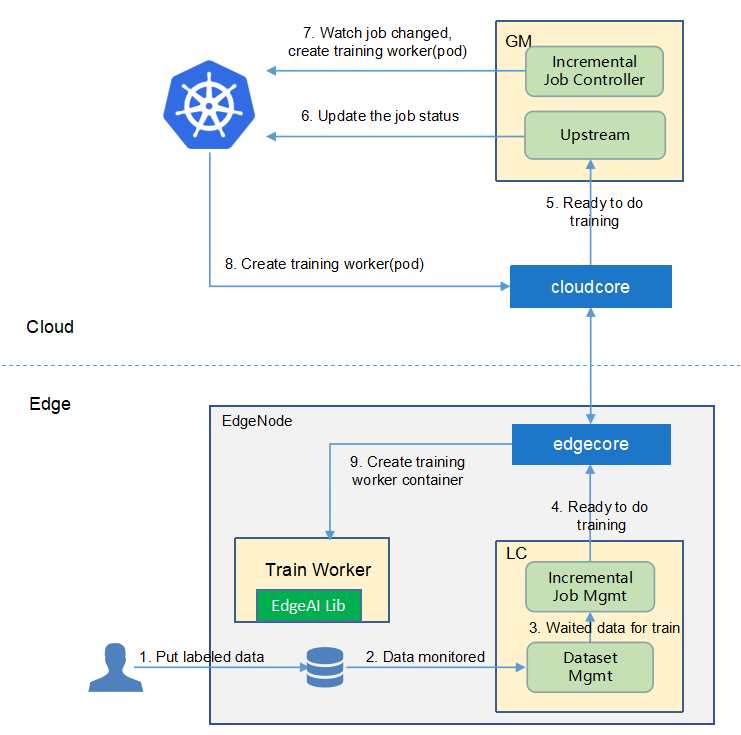 7. Watch job changed,
create training worker(pod)
GM
Incremental
Job Controller
6. Update the job status
Upstream
5. Ready to do
training
8. Create training worker(pod)
cloudcore
Cloud
Edge
EdgeNode
edgecore
9. Create training
worker container
4. Ready to do
training
Train Worker
EdgeAI Lib
LC
Incremental
Job Mgmt
3. Waited data for train
1. Put labeled data
2. Data monitored
Dataset
Mgmt